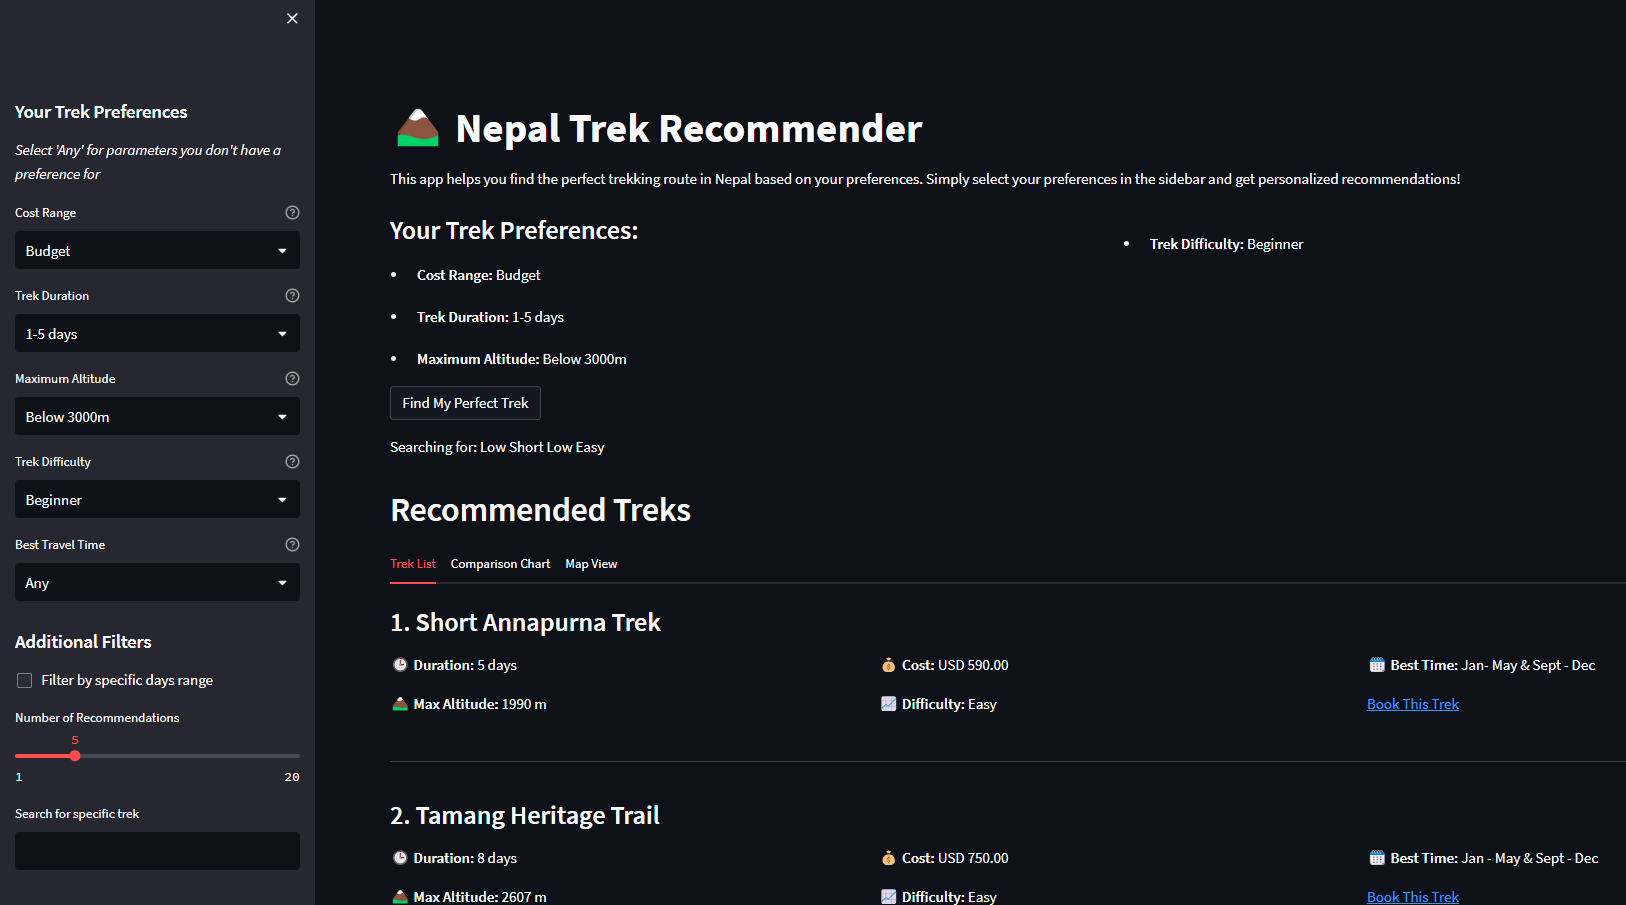 Your Trek Preferences
Select 'Any' for parameters you don't have a
preference for
Cost Range
Budget
Trek Duration
1-5 days
Maximum Altitude
Below 3000m
Trek Difficulty
Beginner
Best Travel Time
Any
Additional Filters
Filter by specific days range
Number of Recommendations
5
1 20
Search for specific trek
Nepal Trek Recommender
This app helps you find the perfect trekking route in Nepal based on your preferences. Simply select your preferences in the sidebar and get personalized recommendations!
Your Trek Preferences:
• Cost Range: Budget
• Trek Duration: 1-5 days
• Maximum Altitude: Below 3000m
• Trek Difficulty: Beginner
Find My Perfect Trek
Searching for: Low Short Low Easy
Recommended Treks
Trek List Comparison Chart Map View
1. Short Annapurna Trek
Duration: 5 days Cost: USD 590.00 Best Time: Jan- May & Sept - Dec
Max Altitude: 1990 m Difficulty: Easy Book This Trek
2. Tamang Heritage Trail
Duration: 8 days Cost: USD 750.00 Best Time: Jan - May & Sept - Dec
Max Altitude: 2607 m Difficulty: Easy Book This Trek